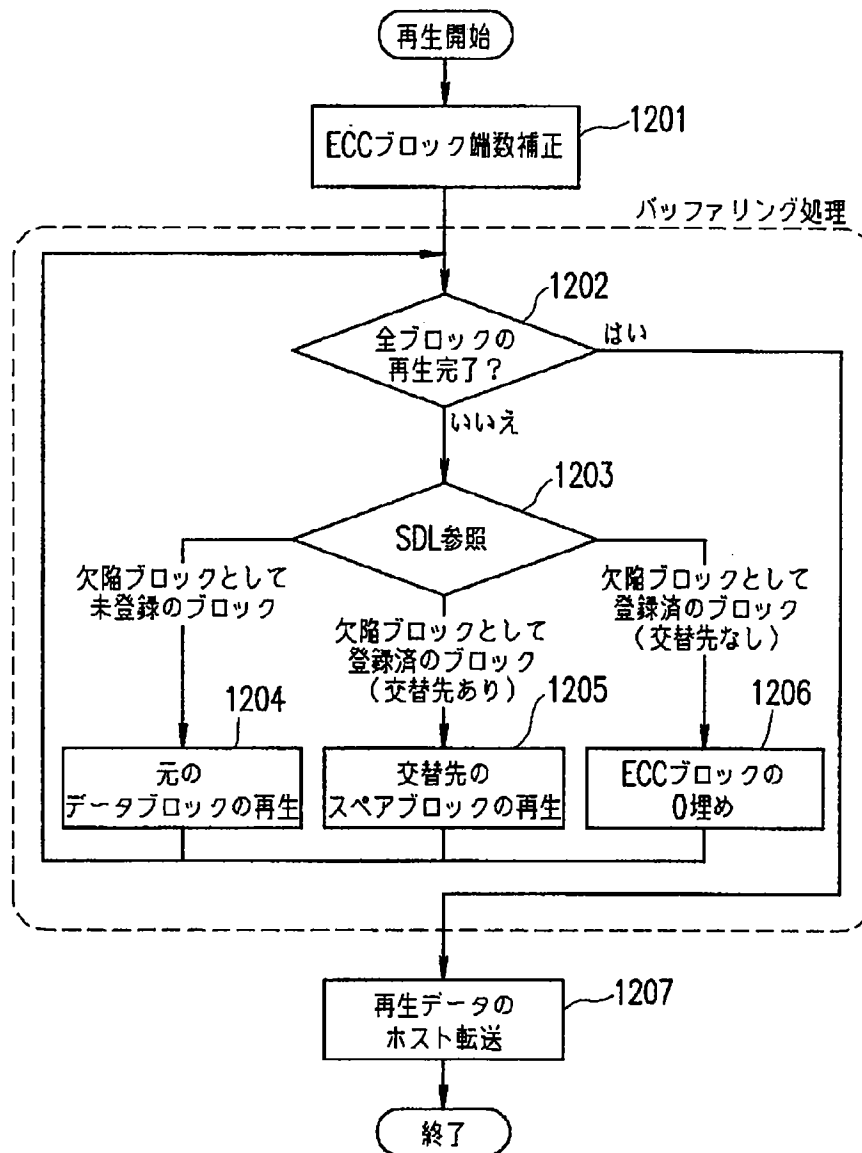 再生開始
1201
ECCブロック端数補正
バッファリング処理
1202
全ブロックの
再生完了?
はい
いいえ
1203
SDL参照
欠陥ブロックとして
未登録のブロック
欠陥ブロックとして
登録済のブロック
(交替先あり)
欠陥ブロックとして
登録済のブロック
(交替先なし)
1204
元の
データブロックの再生
1205
交替先の
スペアブロックの再生
1206
ECCブロックの
0埋め
1207
再生データの
ホスト転送
終了